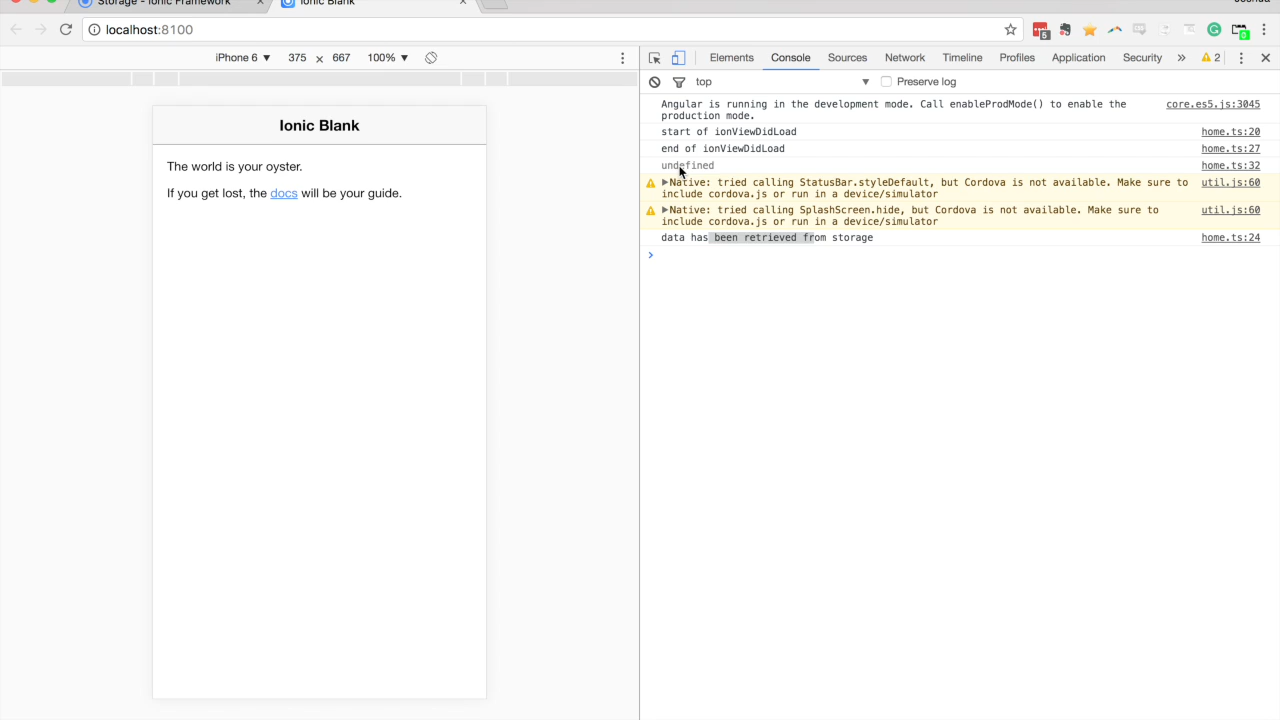 Storage - Ionic Framework
Ionic Blank
Joshua
localhost:8100
5
0
iPhone 6 ▼ 375 × 667 100% ▼
Elements Console Sources Network Timeline Profiles Application Security » 2
top ▼ Preserve log
Ionic Blank
The world is your oyster.
If you get lost, the docs will be your guide.
Angular is running in the development mode. Call enableProdMode() to enable the core.es5.js:3045
production mode.
start of ionViewDidLoad home.ts:20
end of ionViewDidLoad home.ts:27
undefined home.ts:32
▶Native: tried calling StatusBar.styleDefault, but Cordova is not available. Make sure to util.js:60
include cordova.js or run in a device/simulator
▶Native: tried calling SplashScreen.hide, but Cordova is not available. Make sure to util.js:60
include cordova.js or run in a device/simulator
data has been retrieved from storage home.ts:24
>